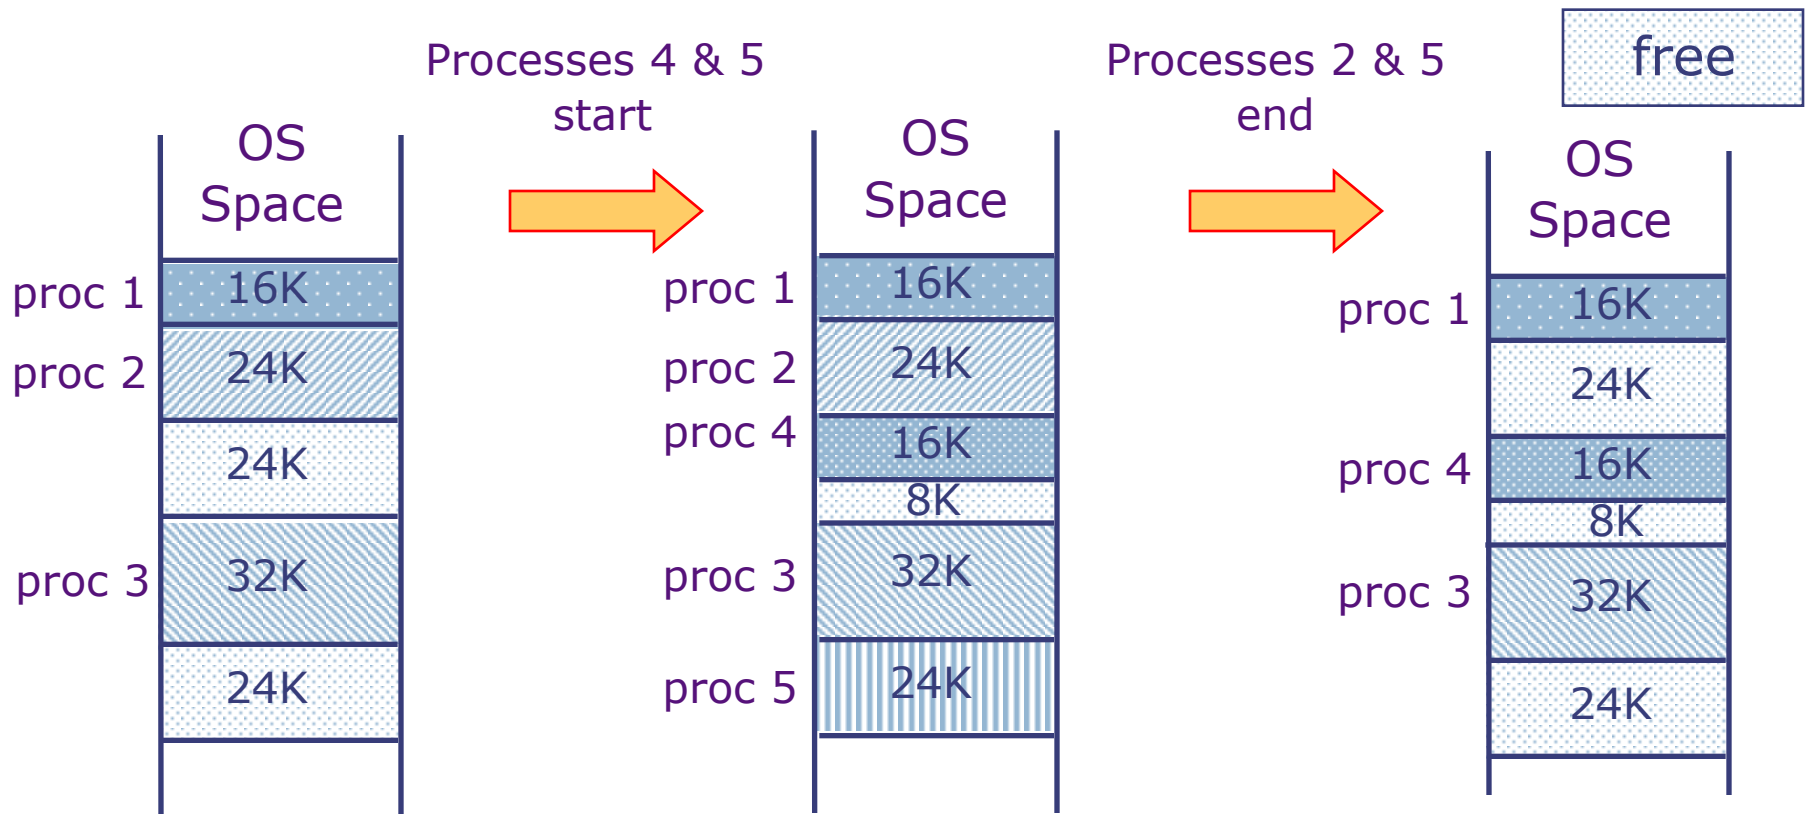 Processes 4 & 5
start
Processes 2 & 5
end
free
OS
Space
proc 1 16K
proc 2 24K
24K
proc 3 32K
24K
OS
Space
proc 1 16K
proc 2 24K
proc 4 16K
8K
proc 3 32K
proc 5 24K
OS
Space
proc 1 16K
24K
proc 4 16K
8K
proc 3 32K
24K